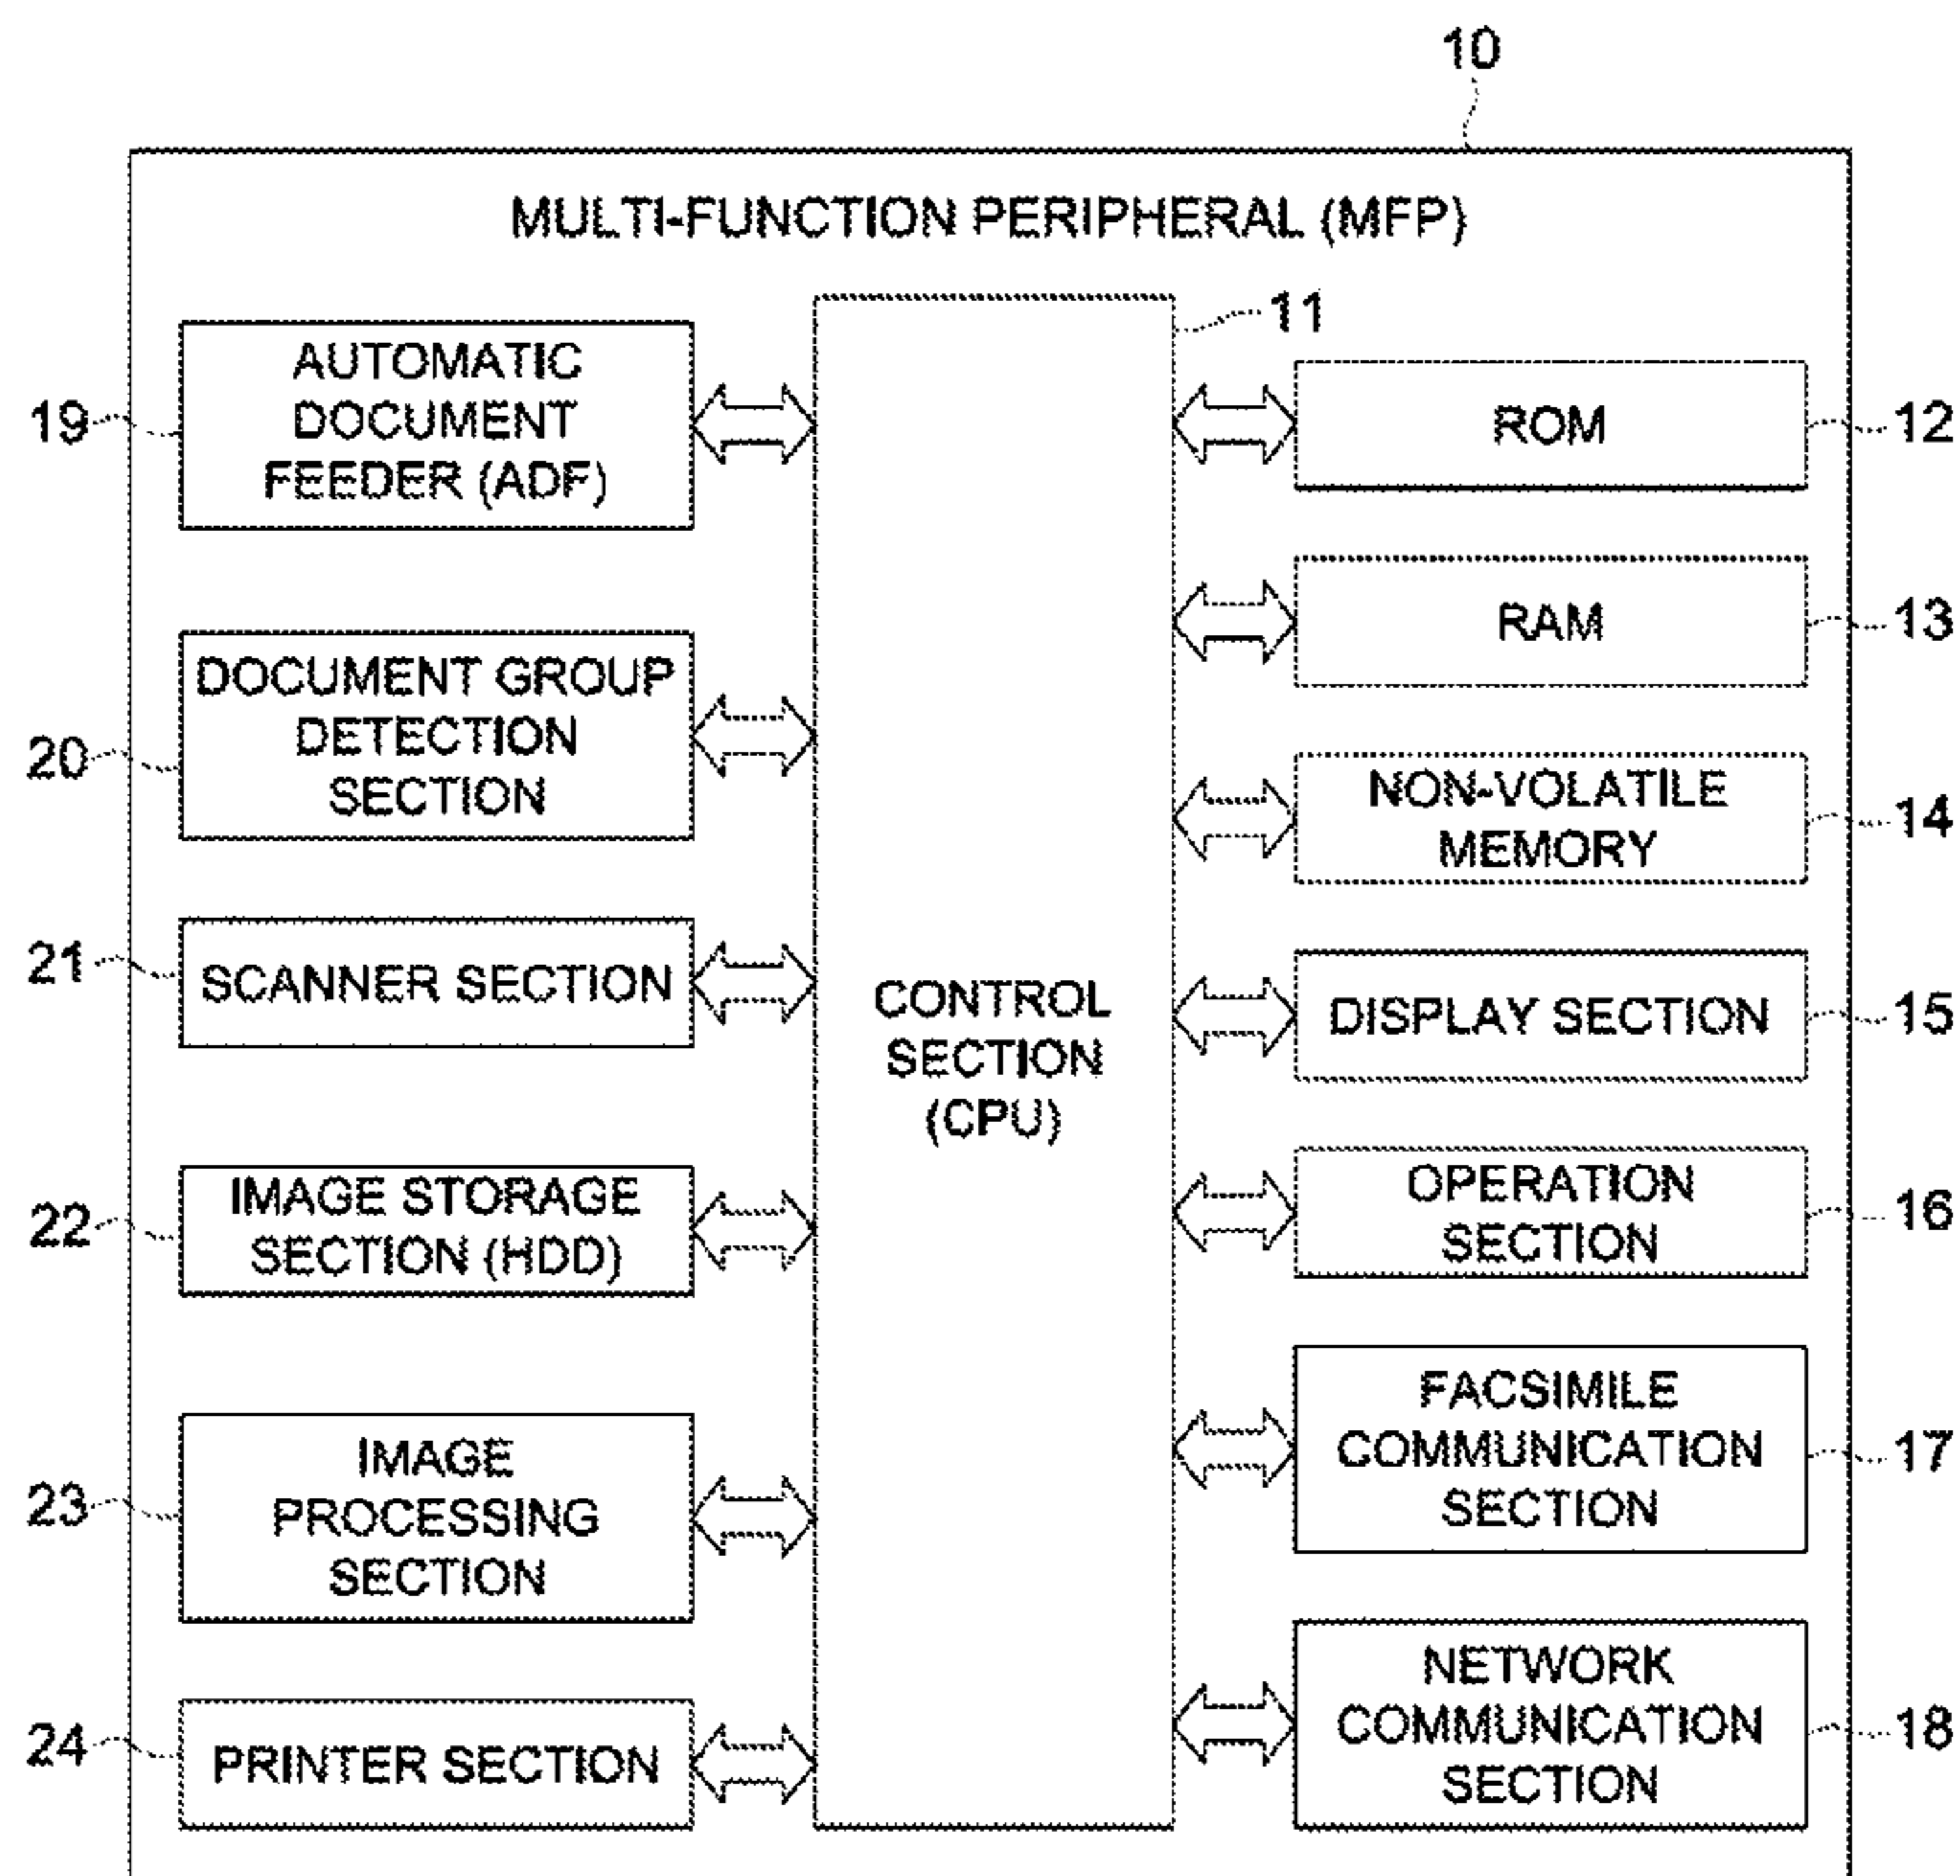 10
MULTI-FUNCTION PERIPHERAL (MFP)
11
19
AUTOMATIC
DOCUMENT
FEEDER (ADF)
20
DOCUMENT GROUP
DETECTION
SECTION
21
SCANNER SECTION
22
IMAGE STORAGE
SECTION (HDD)
23
IMAGE
PROCESSING
SECTION
24
PRINTER SECTION
CONTROL
SECTION
(CPU)
ROM
12
RAM
13
NON-VOLATILE
MEMORY
14
DISPLAY SECTION
15
OPERATION
SECTION
16
FACSIMILE
COMMUNICATION
SECTION
17
NETWORK
COMMUNICATION
SECTION
18